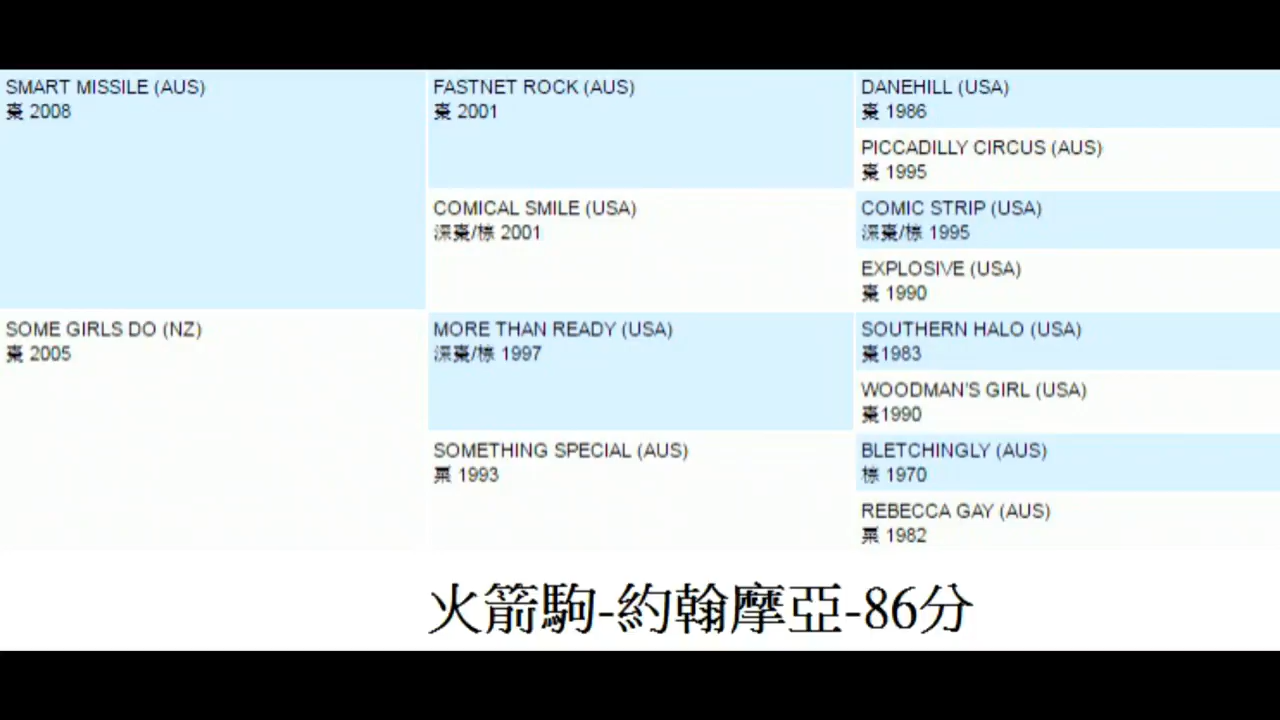 SMART MISSILE (AUS)
棗 2008
FASTNET ROCK (AUS)
棗 2001
DANEHILL (USA)
棗 1986
PICCADILLY CIRCUS (AUS)
棗 1995
COMICAL SMILE (USA)
深棗/棕 2001
COMIC STRIP (USA)
深棗/棕 1995
EXPLOSIVE (USA)
棗 1990
SOME GIRLS DO (NZ)
棗 2005
MORE THAN READY (USA)
深棗/棕 1997
SOUTHERN HALO (USA)
棗1983
WOODMAN'S GIRL (USA)
棗1990
SOMETHING SPECIAL (AUS)
栗 1993
BLETCHINGLY (AUS)
棕 1970
REBECCA GAY (AUS)
栗 1982
火箭駒-約翰摩亞-86分